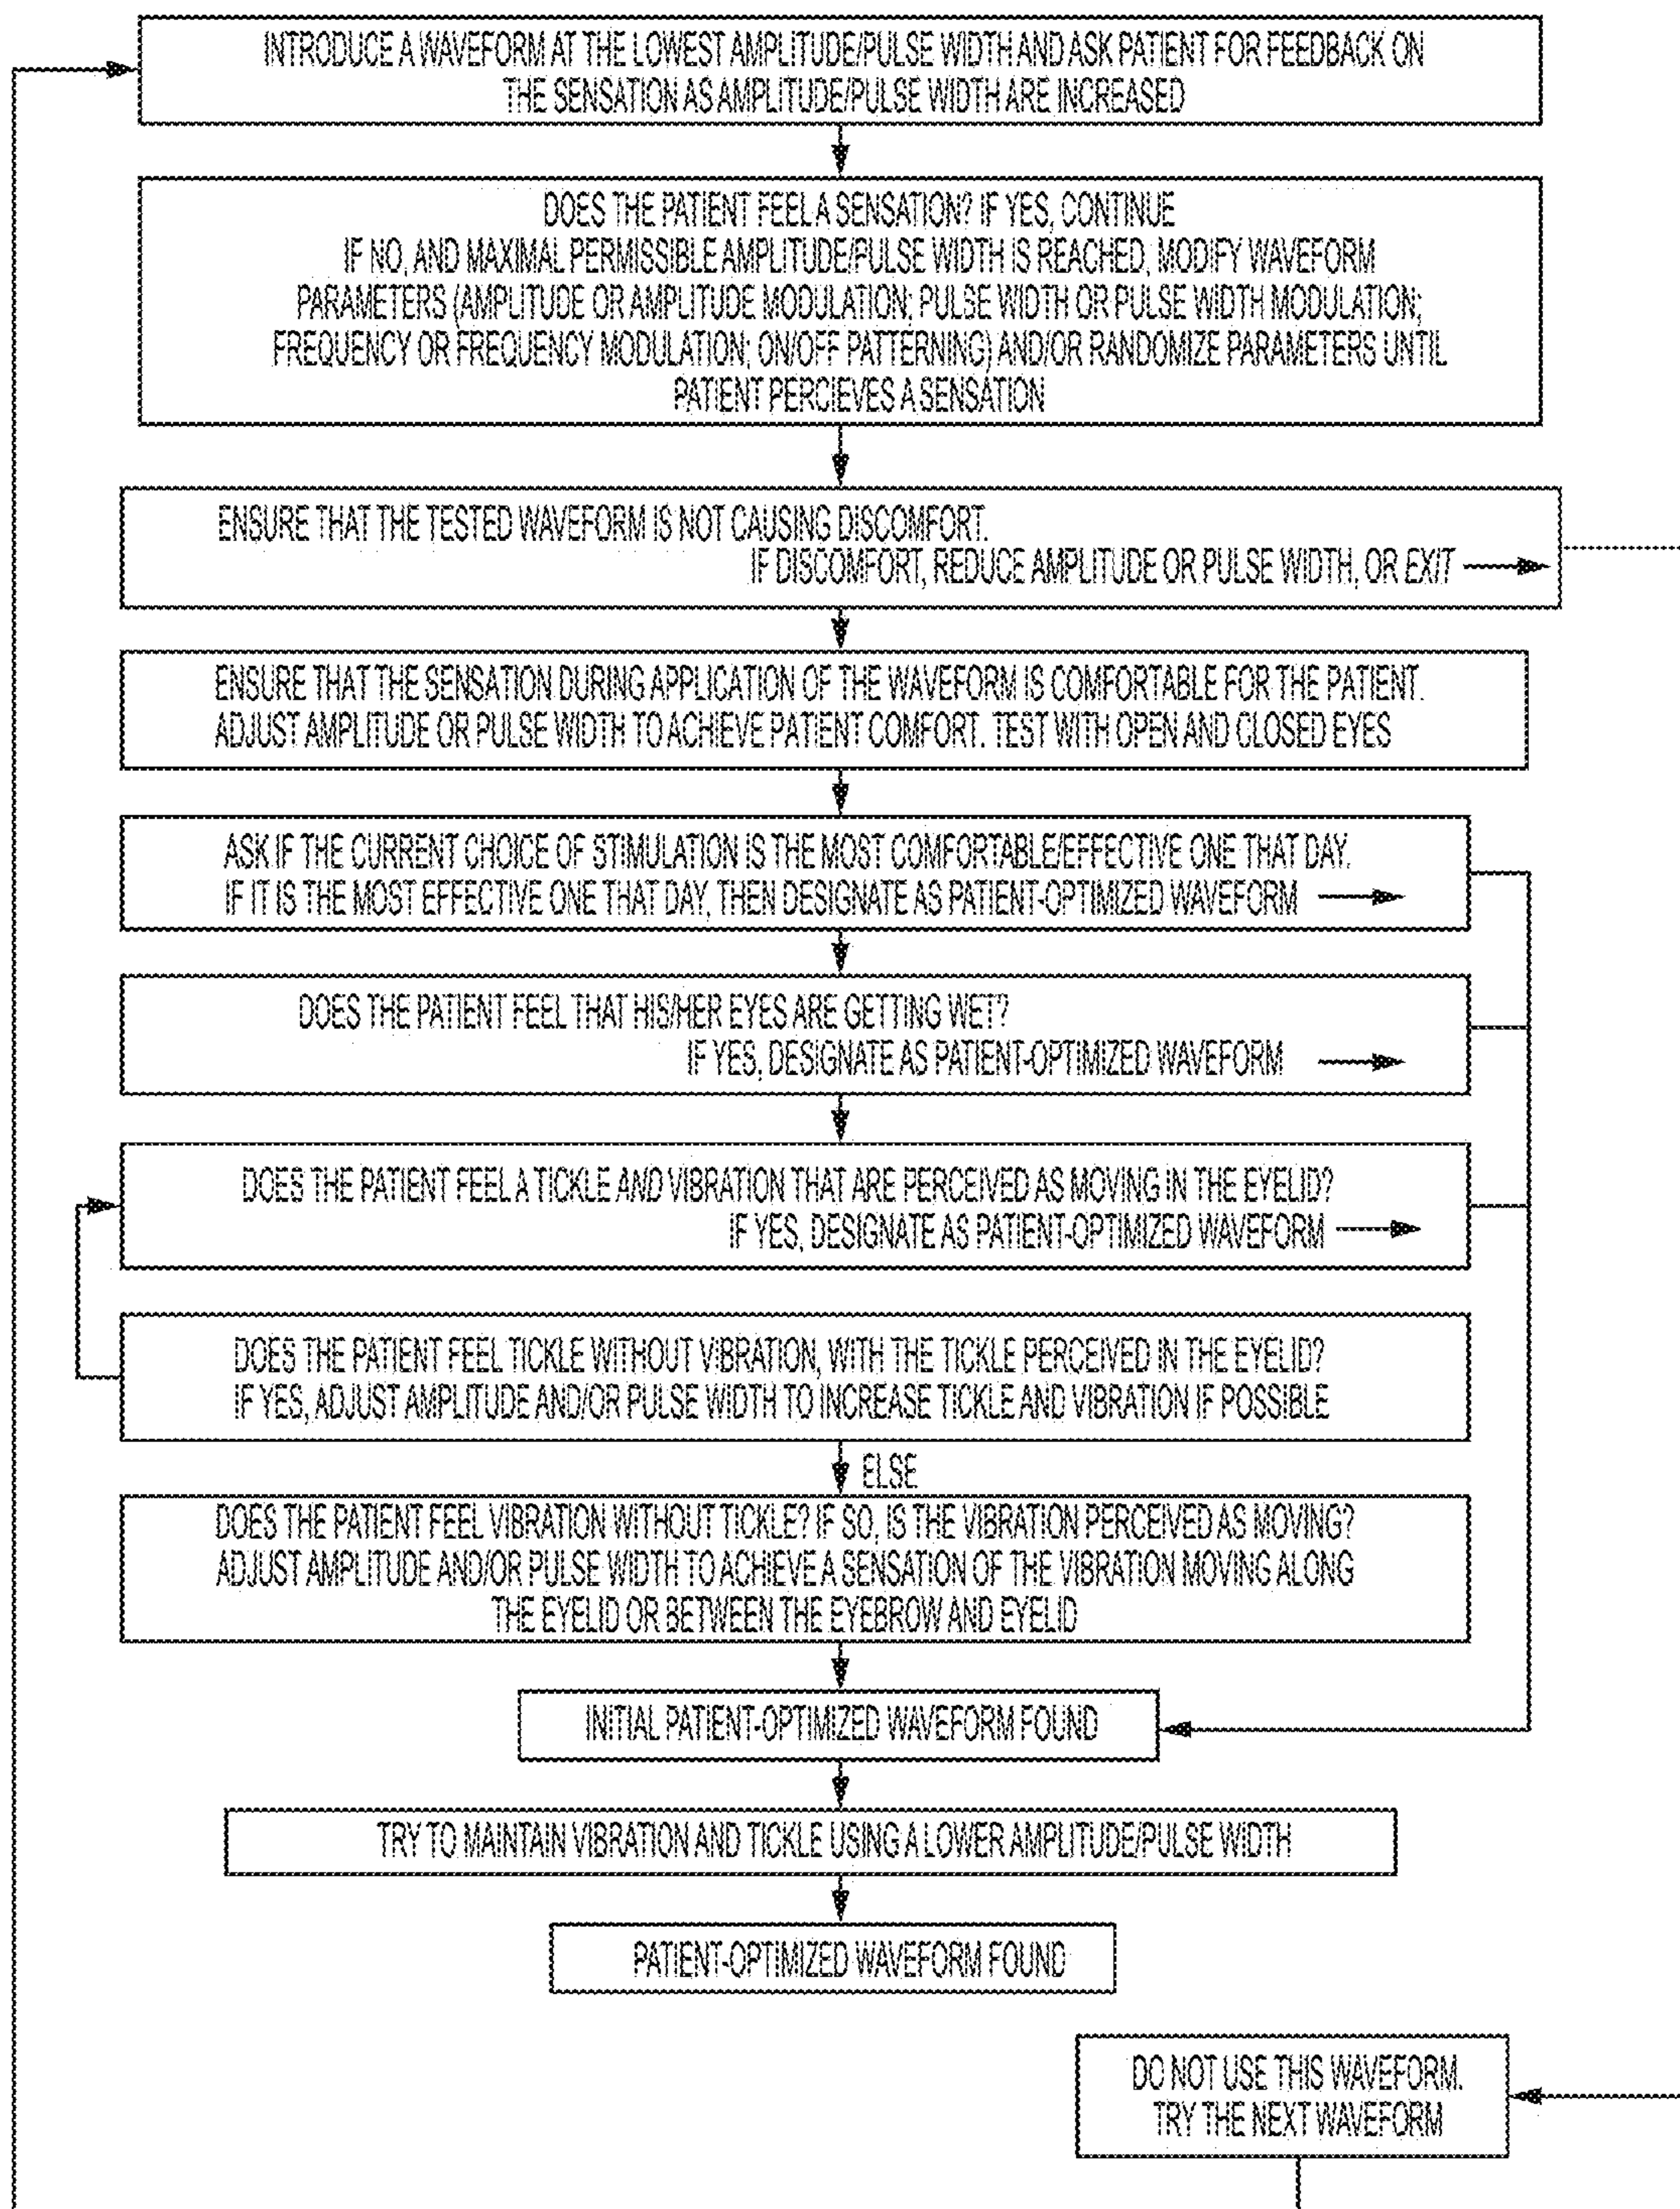 INTRODUCE A WAVEFORM AT THE LOWEST AMPLITUDE/PULSE WIDTH AND ASK PATIENT FOR FEEDBACK ON
THE SENSATION AS AMPLITUDE/PULSE WIDTH ARE INCREASED
DOES THE PATIENT FEEL A SENSATION? IF YES, CONTINUE
IF NO, AND MAXIMAL PERMISSIBLE AMPLITUDE/PULSE WIDTH IS REACHED, MODIFY WAVEFORM
PARAMETERS (AMPLITUDE OR AMPLITUDE MODULATION; PULSE WIDTH OR PULSE WIDTH MODULATION;
FREQUENCY OR FREQUENCY MODULATION; ON/OFF PATTERNING) AND/OR RANDOMIZE PARAMETERS UNTIL
PATIENT PERCIEVES A SENSATION
ENSURE THAT THE TESTED WAVEFORM IS NOT CAUSING DISCOMFORT.
IF DISCOMFORT, REDUCE AMPLITUDE OR PULSE WIDTH, OR EXIT
ENSURE THAT THE SENSATION DURING APPLICATION OF THE WAVEFORM IS COMFORTABLE FOR THE PATIENT.
ADJUST AMPLITUDE OR PULSE WIDTH TO ACHIEVE PATIENT COMFORT. TEST WITH OPEN AND CLOSED EYES
ASK IF THE CURRENT CHOICE OF STIMULATION IS THE MOST COMFORTABLE/EFFECTIVE ONE THAT DAY.
IF IT IS THE MOST EFFECTIVE ONE THAT DAY, THEN DESIGNATE AS PATIENT-OPTIMIZED WAVEFORM
DOES THE PATIENT FEEL THAT HIS/HER EYES ARE GETTING WET?
IF YES, DESIGNATE AS PATIENT-OPTIMIZED WAVEFORM
DOES THE PATIENT FEEL A TICKLE AND VIBRATION THAT ARE PERCEIVED AS MOVING IN THE EYELID?
IF YES, DESIGNATE AS PATIENT-OPTIMIZED WAVEFORM
DOES THE PATIENT FEEL TICKLE WITHOUT VIBRATION, WITH THE TICKLE PERCEIVED IN THE EYELID?
IF YES, ADJUST AMPLITUDE AND/OR PULSE WIDTH TO INCREASE TICKLE AND VIBRATION IF POSSIBLE
ELSE
DOES THE PATIENT FEEL VIBRATION WITHOUT TICKLE? IF SO, IS THE VIBRATION PERCEIVED AS MOVING?
ADJUST AMPLITUDE AND/OR PULSE WIDTH TO ACHIEVE A SENSATION OF THE VIBRATION MOVING ALONG
THE EYELID OR BETWEEN THE EYEBROW AND EYELID
INITIAL PATIENT-OPTIMIZED WAVEFORM FOUND
TRY TO MAINTAIN VIBRATION AND TICKLE USING A LOWER AMPLITUDE/PULSE WIDTH
PATIENT-OPTIMIZED WAVEFORM FOUND
DO NOT USE THIS WAVEFORM.
TRY THE NEXT WAVEFORM